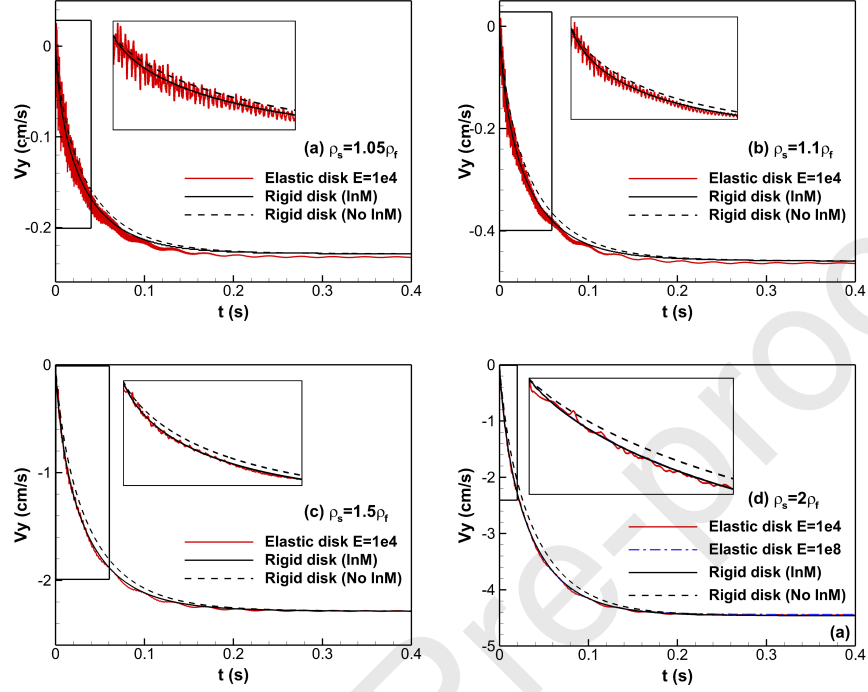 0
-0.1
-0.2
Vy (cm/s)
(a) ρs=1.05ρf
Elastic disk E=1e4
Rigid disk (InM)
Rigid disk (No InM)
0 0.1 0.2 0.3 0.4
t (s)
0
-0.2
-0.4
Vy (cm/s)
(b) ρs=1.1ρf
Elastic disk E=1e4
Rigid disk (InM)
Rigid disk (No InM)
0 0.1 0.2 0.3 0.4
t (s)
0
-1
-2
Vy (cm/s)
(c) ρs=1.5ρf
Elastic disk E=1e4
Rigid disk (InM)
Rigid disk (No InM)
0 0.1 0.2 0.3 0.4
t (s)
0
-1
-2
-3
-4
-5
Vy (cm/s)
(d) ρs=2ρf
Elastic disk E=1e4
Elastic disk E=1e8
Rigid disk (InM)
Rigid disk (No InM)
(a)
0 0.1 0.2 0.3 0.4
t (s)
Pre-proo